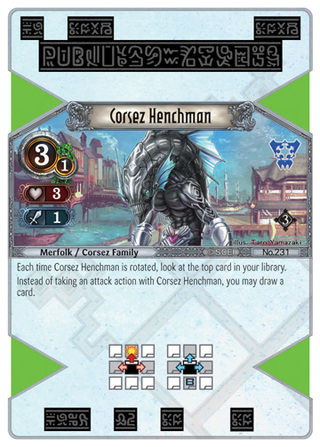 Corsez Henchman
3
1
3
1
3
illus. Tatsi Yamazaki
Merfolk / Corsez Family
SCEI
No.231
Each time Corsez Henchman is rotated, look at the top card in your library.
Instead of taking an attack action with Corsez Henchman, you may draw a
card.
B